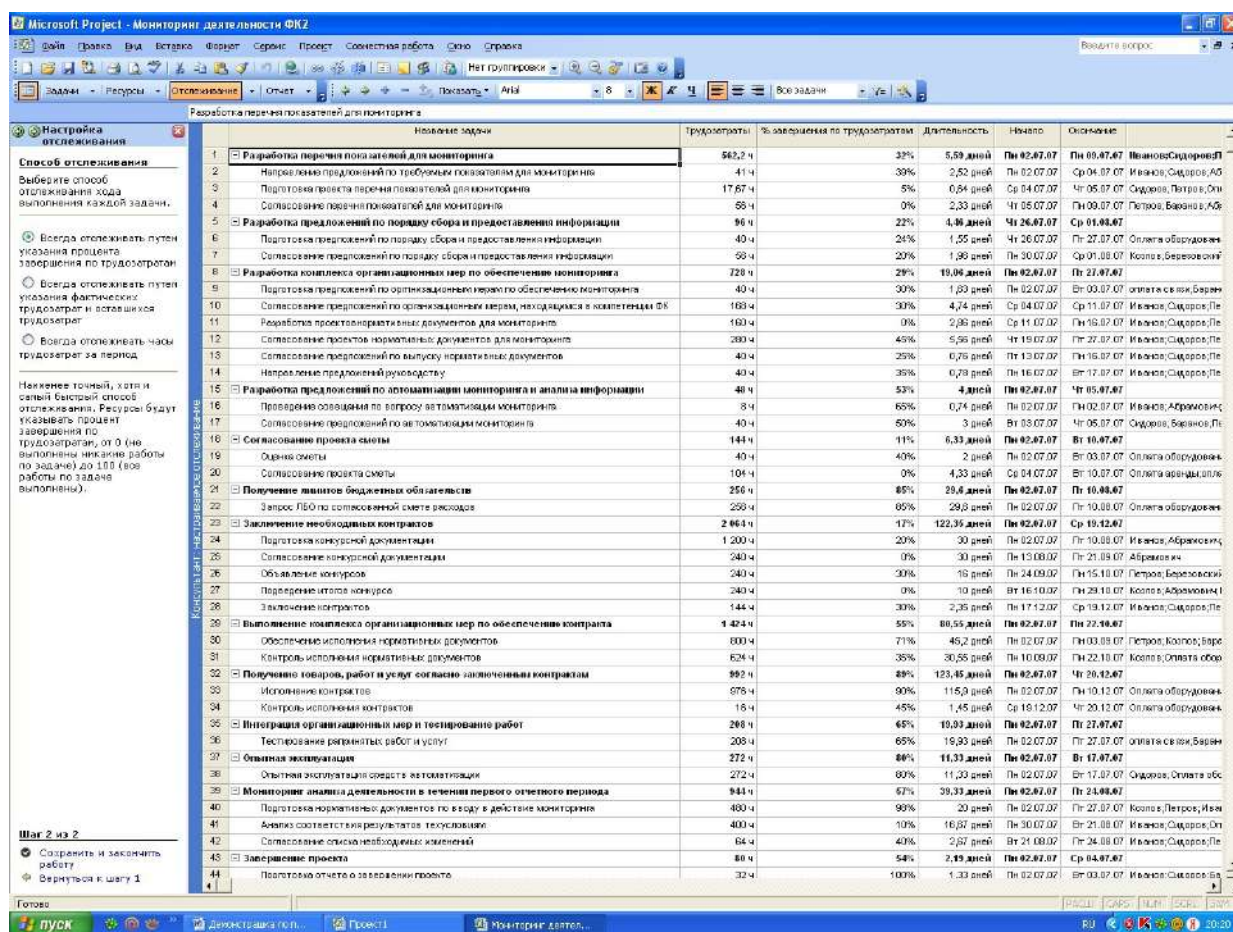 Microsoft Project - Мониторинг деятельности ФК2
Файл Правка Вид Вставка Формат Сервис Проект Совместная работа Окно Справка Введите вопрос
Нет группировки
Задачи Ресурсы Отслеживание Отчет Показать Arial 8 Ж К Ч Все задачи
Разработка перечня показателей для мониторинга
Настройка отслеживания
Способ отслеживания
Выберите способ
отслеживания хода
выполнения каждой задачи.
Всегда отслеживать путем
указания процента
завершения по трудозатратам
Всегда отслеживать путем
указания фактических
трудозатрат и оставшихся
трудозатрат
Всегда отслеживать часы
трудозатрат за период
Наименее точный, хотя и
самый быстрый способ
отслеживания. Ресурсы будут
указывать процент
завершения по
трудозатратам, от 0 (не
выполнены никакие работы
по задаче) до 100 (все
работы по задаче
выполнены).
Шаг 2 из 2
Сохранить и закончить
работу
Вернуться к шагу 1
Название задачи Трудозатраты % завершения по трудозатратам Длительность Начало Окончание
1 Разработка перечня показателей для мониторинга 562,2 ч 32% 5,59 дней Пн 02.07.07 Пн 09.07.07
2 Направление предложений по требуемым показателям для мониторинга 41 ч 39% 2,52 дней Пн 02.07.07 Ср 04.07.07
3 Подготовка проекта перечня показателей для мониторинга 17,67 ч 5% 0,64 дней Ср 04.07.07 Чт 05.07.07
4 Согласование перечня показателей для мониторинга 56 ч 0% 2,33 дней Чт 05.07.07 Пн 09.07.07
5 Разработка предложений по порядку сбора и предоставления информации 96 ч 22% 4,46 дней Чт 26.07.07 Ср 01.08.07
6 Подготовка предложений по порядку сбора и предоставления информации 40 ч 24% 1,55 дней Чт 26.07.07 Пт 27.07.07
7 Согласование предложений по порядку сбора и предоставления информации 56 ч 20% 1,96 дней Пн 30.07.07 Ср 01.08.07
8 Разработка комплекса организационных мер по обеспечению мониторинга 728 ч 29% 19,06 дней Пн 02.07.07 Пт 27.07.07
9 Подготовка предложений по организационным мерам по обеспечению мониторинга 40 ч 30% 1,83 дней Пн 02.07.07 Вт 03.07.07
10 Согласование предложений по организационным мерам, находящимся в компетенции ФК 168 ч 30% 4,74 дней Ср 04.07.07 Ср 11.07.07
11 Разработка проектов нормативных документов для мониторинга 160 ч 0% 2,86 дней Ср 11.07.07 Пн 16.07.07
12 Согласование проектов нормативных документов для мониторинга 280 ч 45% 5,56 дней Чт 19.07.07 Пт 27.07.07
13 Согласование предложений по выпуску нормативных документов 40 ч 25% 0,76 дней Пт 13.07.07 Пн 16.07.07
14 Направление предложений руководству 40 ч 35% 0,78 дней Пн 16.07.07 Вт 17.07.07
15 Разработка предложений по автоматизации мониторинга и анализа информации 48 ч 53% 4 дней Пн 02.07.07 Чт 05.07.07
16 Проведение совещания по вопросу автоматизации мониторинга 8 ч 65% 0,74 дней Пн 02.07.07 Пн 02.07.07
17 Согласование предложений по автоматизации мониторинга 40 ч 50% 3 дней Вт 03.07.07 Чт 05.07.07
18 Согласование проекта сметы 144 ч 11% 6,33 дней Пн 02.07.07 Вт 10.07.07
19 Оценка сметы 40 ч 40% 2 дней Пн 02.07.07 Вт 03.07.07
20 Согласование проекта сметы 104 ч 0% 4,33 дней Ср 04.07.07 Вт 10.07.07
21 Получение лимитов бюджетных обязательств 256 ч 85% 29,6 дней Пн 02.07.07 Пт 10.08.07
22 Запрос ЛБО по согласованной смете расходов 256 ч 85% 29,6 дней Пн 02.07.07 Пт 10.08.07
23 Заключение необходимых контрактов 2 064 ч 17% 122,35 дней Пн 02.07.07 Ср 19.12.07
24 Подготовка конкурсной документации 1 200 ч 20% 30 дней Пн 02.07.07 Пт 10.08.07
25 Согласование конкурсной документации 240 ч 0% 30 дней Пн 13.08.07 Пт 21.09.07 Абрамович
26 Объявление конкурсов 240 ч 30% 16 дней Пн 24.09.07 Пн 15.10.07
27 Подведение итогов конкурса 240 ч 0% 10 дней Вт 16.10.07 Пн 29.10.07
28 Заключение контрактов 144 ч 30% 2,35 дней Пн 17.12.07 Ср 19.12.07
29 Выполнение комплекса организационных мер по обеспечению контракта 1 424 ч 55% 80,55 дней Пн 02.07.07 Пн 22.10.07
30 Обеспечение исполнения нормативных документов 800 ч 71% 45,2 дней Пн 02.07.07 Пн 03.09.07
31 Контроль исполнения нормативных документов 624 ч 35% 30,55 дней Пн 10.09.07 Пн 22.10.07
32 Получение товаров, работ и услуг согласно заключенным контрактам 992 ч 89% 123,45 дней Пн 02.07.07 Чт 20.12.07
33 Исполнение контрактов 976 ч 90% 115,9 дней Пн 02.07.07 Пн 10.12.07
34 Контроль исполнения контрактов 16 ч 45% 1,45 дней Ср 19.12.07 Чт 20.12.07
35 Интеграция организационных мер и тестирование работ 208 ч 65% 19,93 дней Пн 02.07.07 Пт 27.07.07
36 Тестирование рапринятых работ и услуг 208 ч 65% 19,93 дней Пн 02.07.07 Пт 27.07.07
37 Опытная эксплуатация 272 ч 80% 11,33 дней Пн 02.07.07 Вт 17.07.07
38 Опытная эксплуатация средств автоматизации 272 ч 80% 11,33 дней Пн 02.07.07 Вт 17.07.07
39 Мониторинг анализа деятельности в течении первого отчетного периода 944 ч 57% 39,33 дней Пн 02.07.07 Пт 24.08.07
40 Подготовка нормативных документов по вводу в действие мониторинга 480 ч 98% 20 дней Пн 02.07.07 Пт 27.07.07
41 Анализ соответствия результатов техусловиям 400 ч 10% 16,67 дней Пн 30.07.07 Вт 21.08.07
42 Согласование списка необходимых изменений 64 ч 40% 2,67 дней Вт 21.08.07 Пт 24.08.07
43 Завершение проекта 80 ч 54% 2,19 дней Пн 02.07.07 Ср 04.07.07
44 Подготовка отчета о завершении проекта 32 ч 100% 1,33 дней Пн 02.07.07 Вт 03.07.07
Готово
пуск Проект1 Мониторинг деятел... RU 20:20